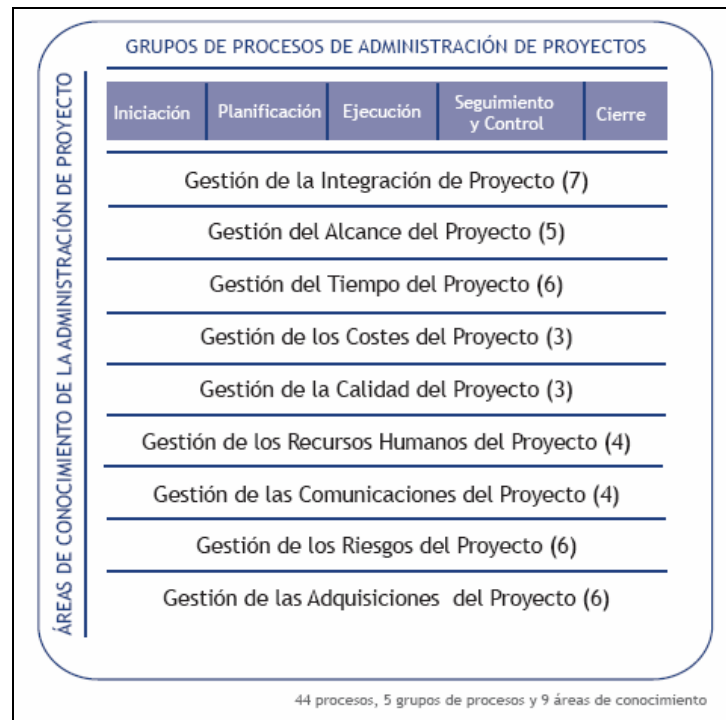 GRUPOS DE PROCESOS DE ADMINISTRACIÓN DE PROYECTOS
ÁREAS DE CONOCIMIENTO DE LA ADMINISTRACIÓN DE PROYECTO
Iniciación
Planificación
Ejecución
Seguimiento
y Control
Cierre
Gestión de la Integración de Proyecto (7)
Gestión del Alcance del Proyecto (5)
Gestión del Tiempo del Proyecto (6)
Gestión de los Costes del Proyecto (3)
Gestión de la Calidad del Proyecto (3)
Gestión de los Recursos Humanos del Proyecto (4)
Gestión de las Comunicaciones del Proyecto (4)
Gestión de los Riesgos del Proyecto (6)
Gestión de las Adquisiciones del Proyecto (6)
44 procesos, 5 grupos de procesos y 9 áreas de conocimiento